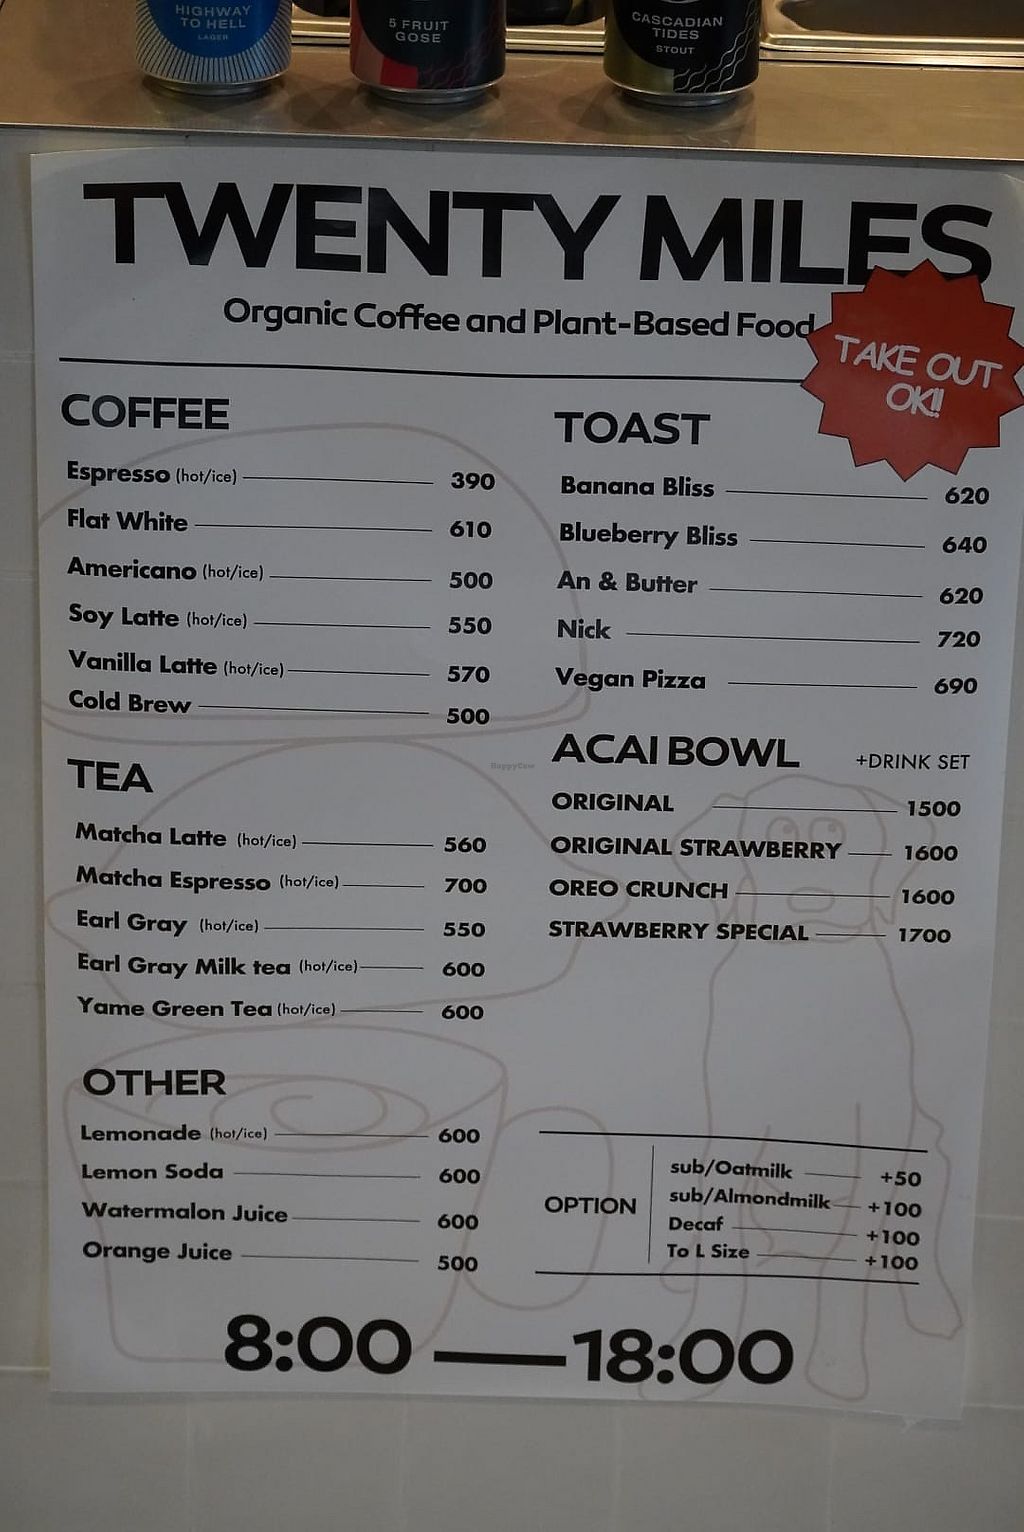 HIGHWAY
TO HELL
LAGER
5 FRUIT
GOSE
CASCADIAN
TIDES
STOUT
TWENTY MILES
Organic Coffee and Plant-Based Food
TAKE OUT
OK!!
COFFEE
Espresso (hot/ice) 390
Flat White 610
Americano (hot/ice) 500
Soy Latte (hot/ice) 550
Vanilla Latte (hot/ice) 570
Cold Brew 500
TEA
Matcha Latte (hot/ice) 560
Matcha Espresso (hot/ice) 700
Earl Gray (hot/ice) 550
Earl Gray Milk tea (hot/ice) 600
Yame Green Tea (hot/ice) 600
OTHER
Lemonade (hot/ice) 600
Lemon Soda 600
Watermalon Juice 600
Orange Juice 500
TOAST
Banana Bliss 620
Blueberry Bliss 640
An & Butter 620
Nick 720
Vegan Pizza 690
ACAI BOWL +DRINK SET
ORIGINAL 1500
ORIGINAL STRAWBERRY 1600
OREO CRUNCH 1600
STRAWBERRY SPECIAL 1700
OPTION
sub/Oatmilk +50
sub/Almondmilk +100
Decaf +100
To L Size +100
8:00 — 18:00
HappyCow